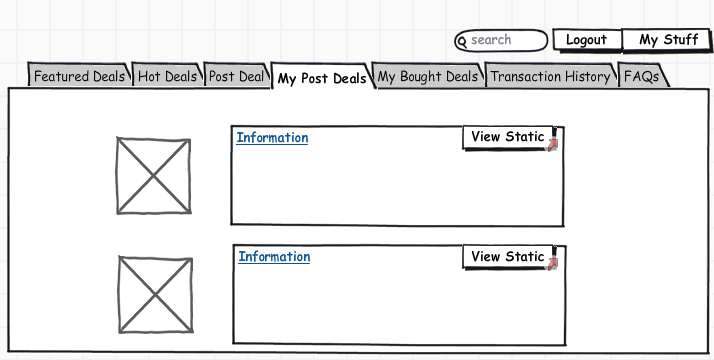 search Logout My Stuff
Featured Deals Hot Deals Post Deal My Post Deals My Bought Deals Transaction History FAQs
Information View Static
Information View Static